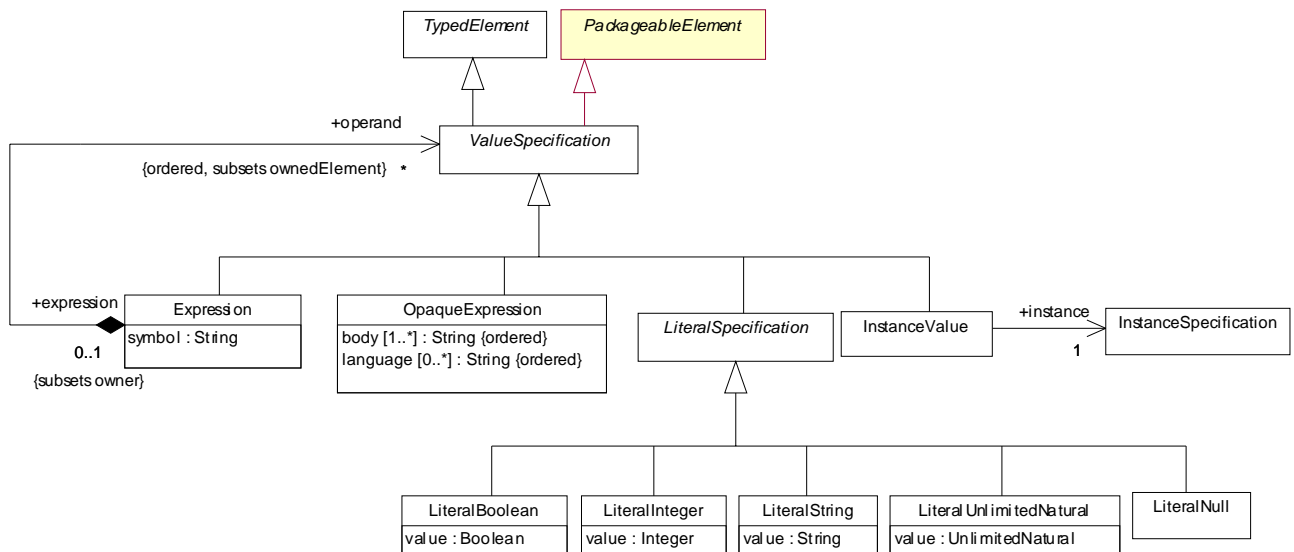 TypedElement
PackageableElement
+operand
ValueSpecification
{ordered, subsets ownedElement} *
+expression
Expression
symbol : String
0..1
{subsets owner}
OpaqueExpression
body [1..*] : String {ordered}
language [0..*] : String {ordered}
LiteralSpecification
InstanceValue
+instance
1
InstanceSpecification
LiteralBoolean
value : Boolean
LiteralInteger
value : Integer
LiteralString
value : String
LiteralUnlimitedNatural
value : UnlimitedNatural
LiteralNull